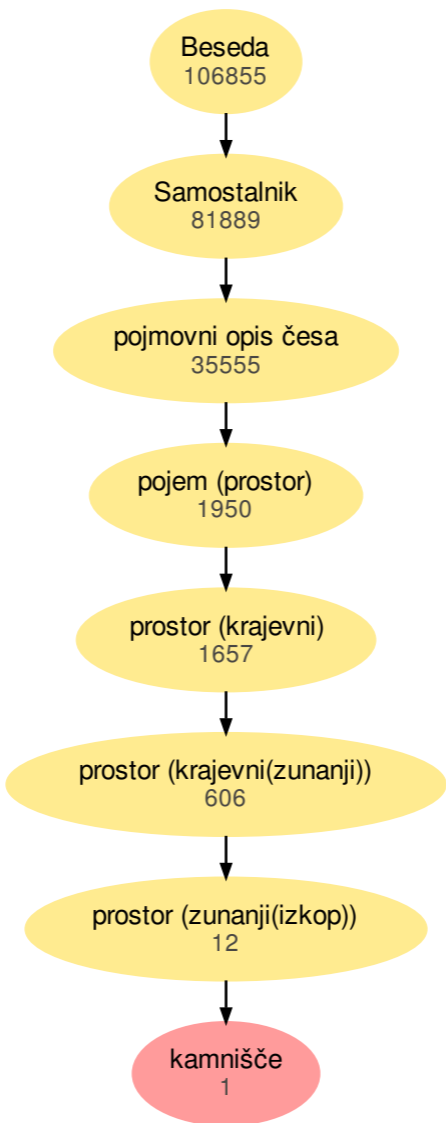 Beseda
106855
Samostalnik
81889
pojmovni opis česa
35555
pojem (prostor)
1950
prostor (krajevni)
1657
prostor (krajevni(zunanji))
606
prostor (zunanji(izkop))
12
kamnišče
1